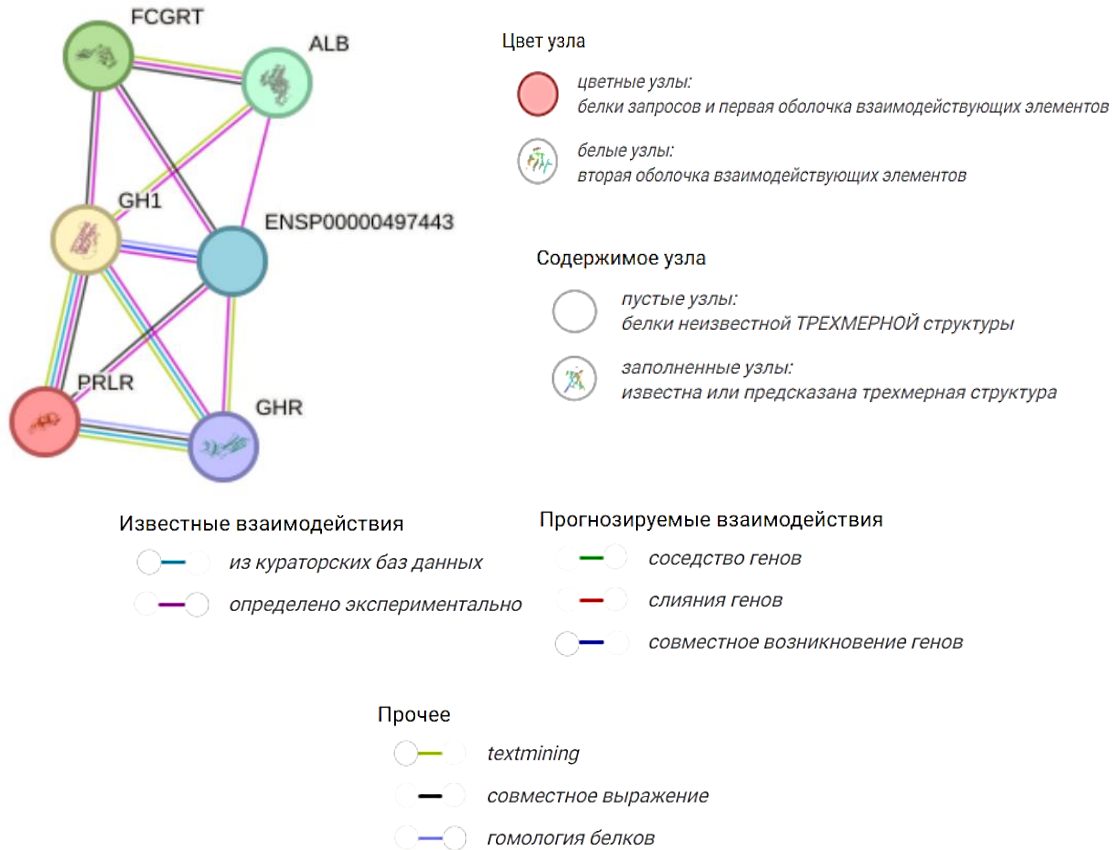 FCGRT
ALB
GH1
ENSP00000497443
PRLR
GHR
Цвет узла
цветные узлы:
белки запросов и первая оболочка взаимодействующих элементов
белые узлы:
вторая оболочка взаимодействующих элементов
Содержимое узла
пустые узлы:
белки неизвестной ТРЕХМЕРНОЙ структуры
заполненные узлы:
известна или предсказана трехмерная структура
Известные взаимодействия
из кураторских баз данных
определено экспериментально
Прогнозируемые взаимодействия
соседство генов
слияния генов
совместное возникновение генов
Прочее
textmining
совместное выражение
гомология белков